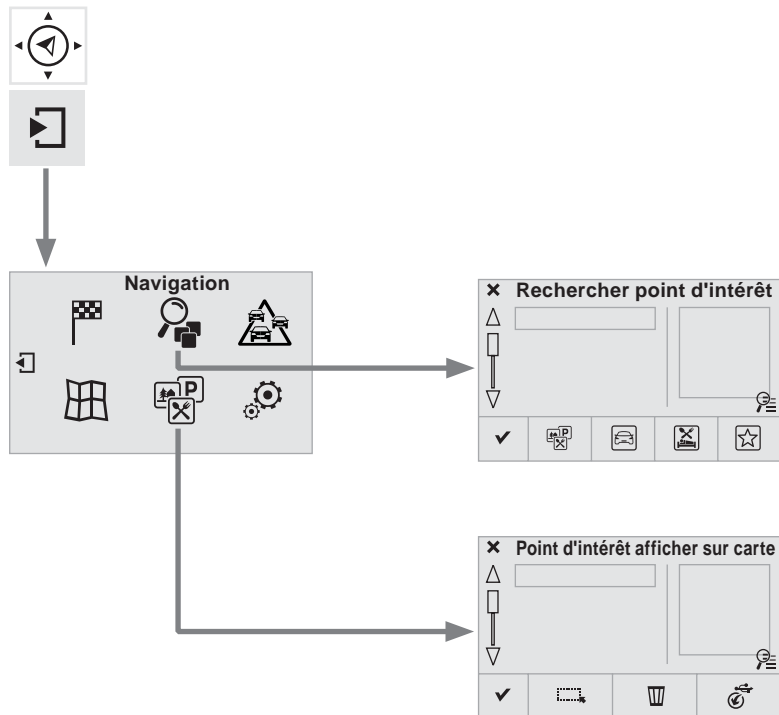 Navigation
P
Rechercher point d'intérêt
P
Point d'intérêt afficher sur carte